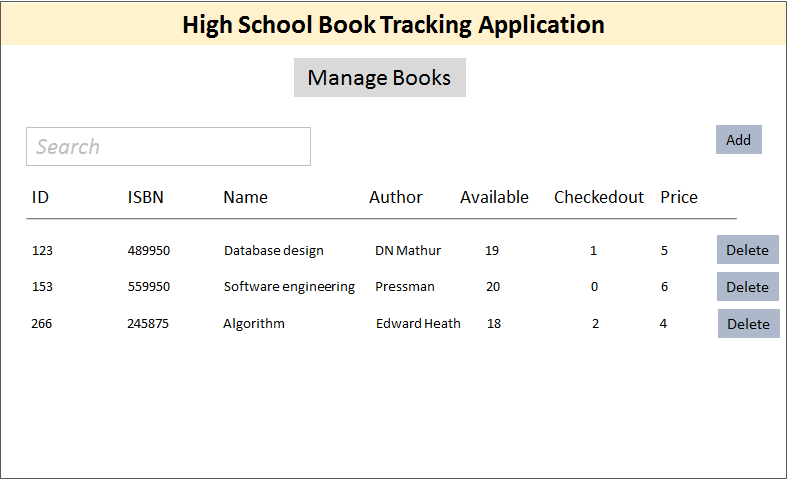 High School Book Tracking Application
Manage Books
Search
Add
ID ISBN Name Author Available Checkedout Price
123 489950 Database design DN Mathur 19 1 5 Delete
153 559950 Software engineering Pressman 20 0 6 Delete
266 245875 Algorithm Edward Heath 18 2 4 Delete